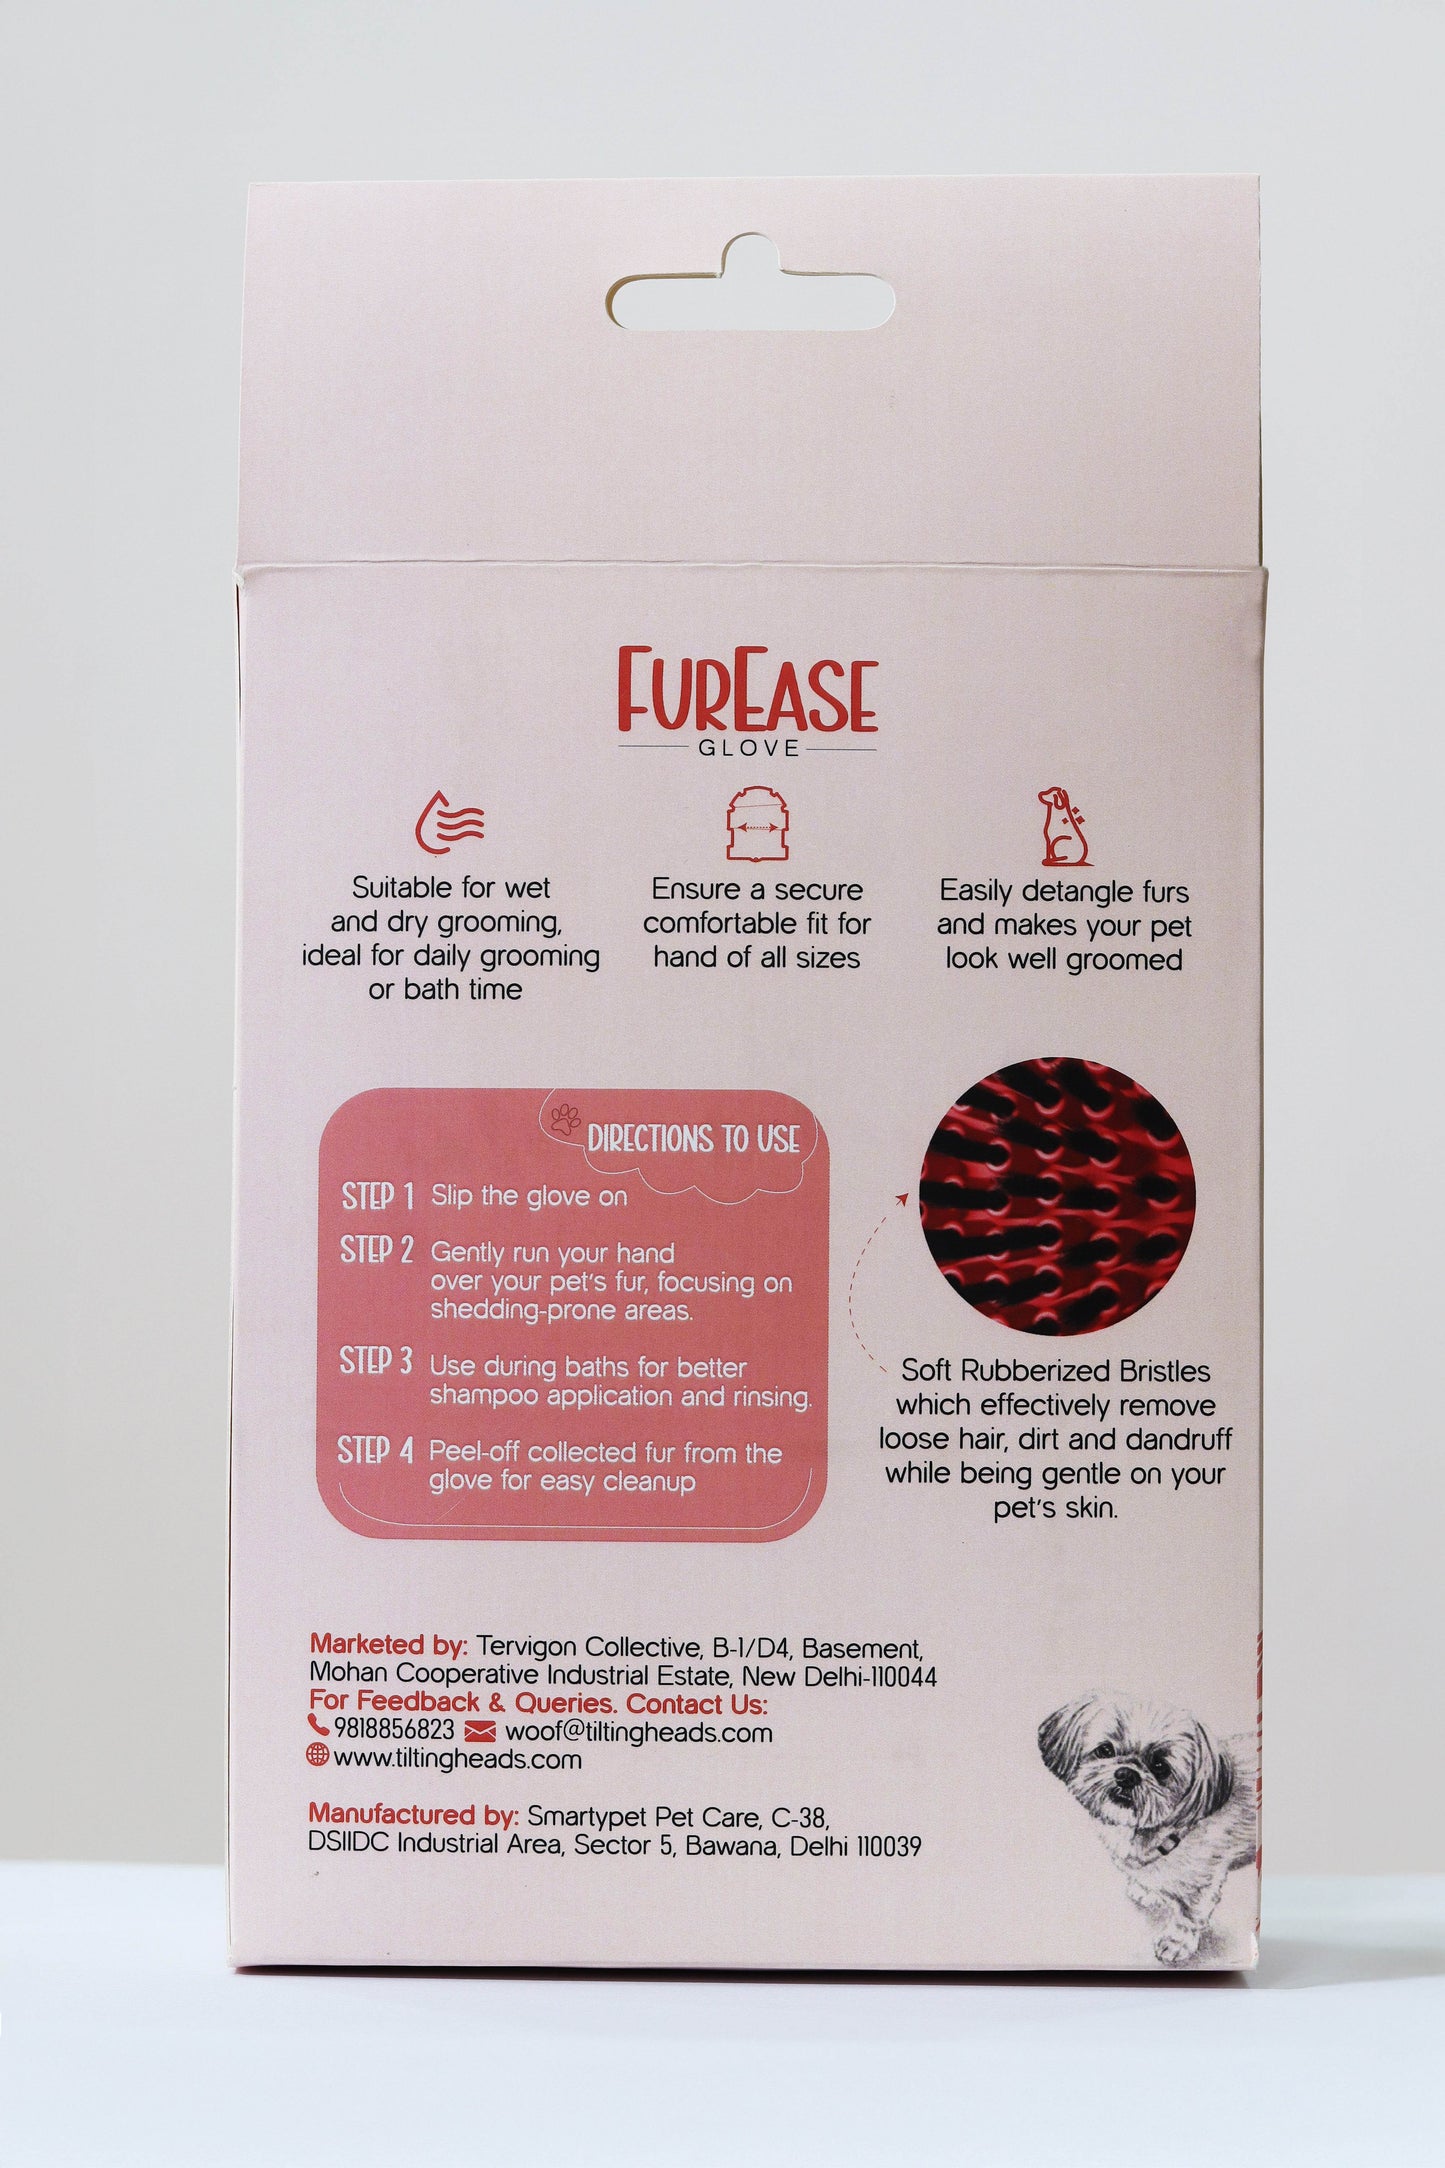 FUREASE
GLOVE
Suitable for wet
and dry grooming,
ideal for daily grooming
or bath time
Ensure a secure
comfortable fit for
hand of all sizes
Easily detangle furs
and makes your pet
look well groomed
DIRECTIONS TO USE
STEP 1 Slip the glove on
STEP 2 Gently run your hand
over your pet's fur, focusing on
shedding-prone areas.
STEP 3 Use during baths for better
shampoo application and rinsing.
STEP 4 Peel-off collected fur from the
glove for easy cleanup
Soft Rubberized Bristles
which effectively remove
loose hair, dirt and dandruff
while being gentle on your
pet's skin.
Marketed by: Tervigon Collective, B-1/D4, Basement,
Mohan Cooperative Industrial Estate, New Delhi-110044
For Feedback & Queries. Contact Us:
9818856823 woof@tiltingheads.com
www.tiltingheads.com
Manufactured by: Smartypet Pet Care, C-38,
DSIIDC Industrial Area, Sector 5, Bawana, Delhi 110039